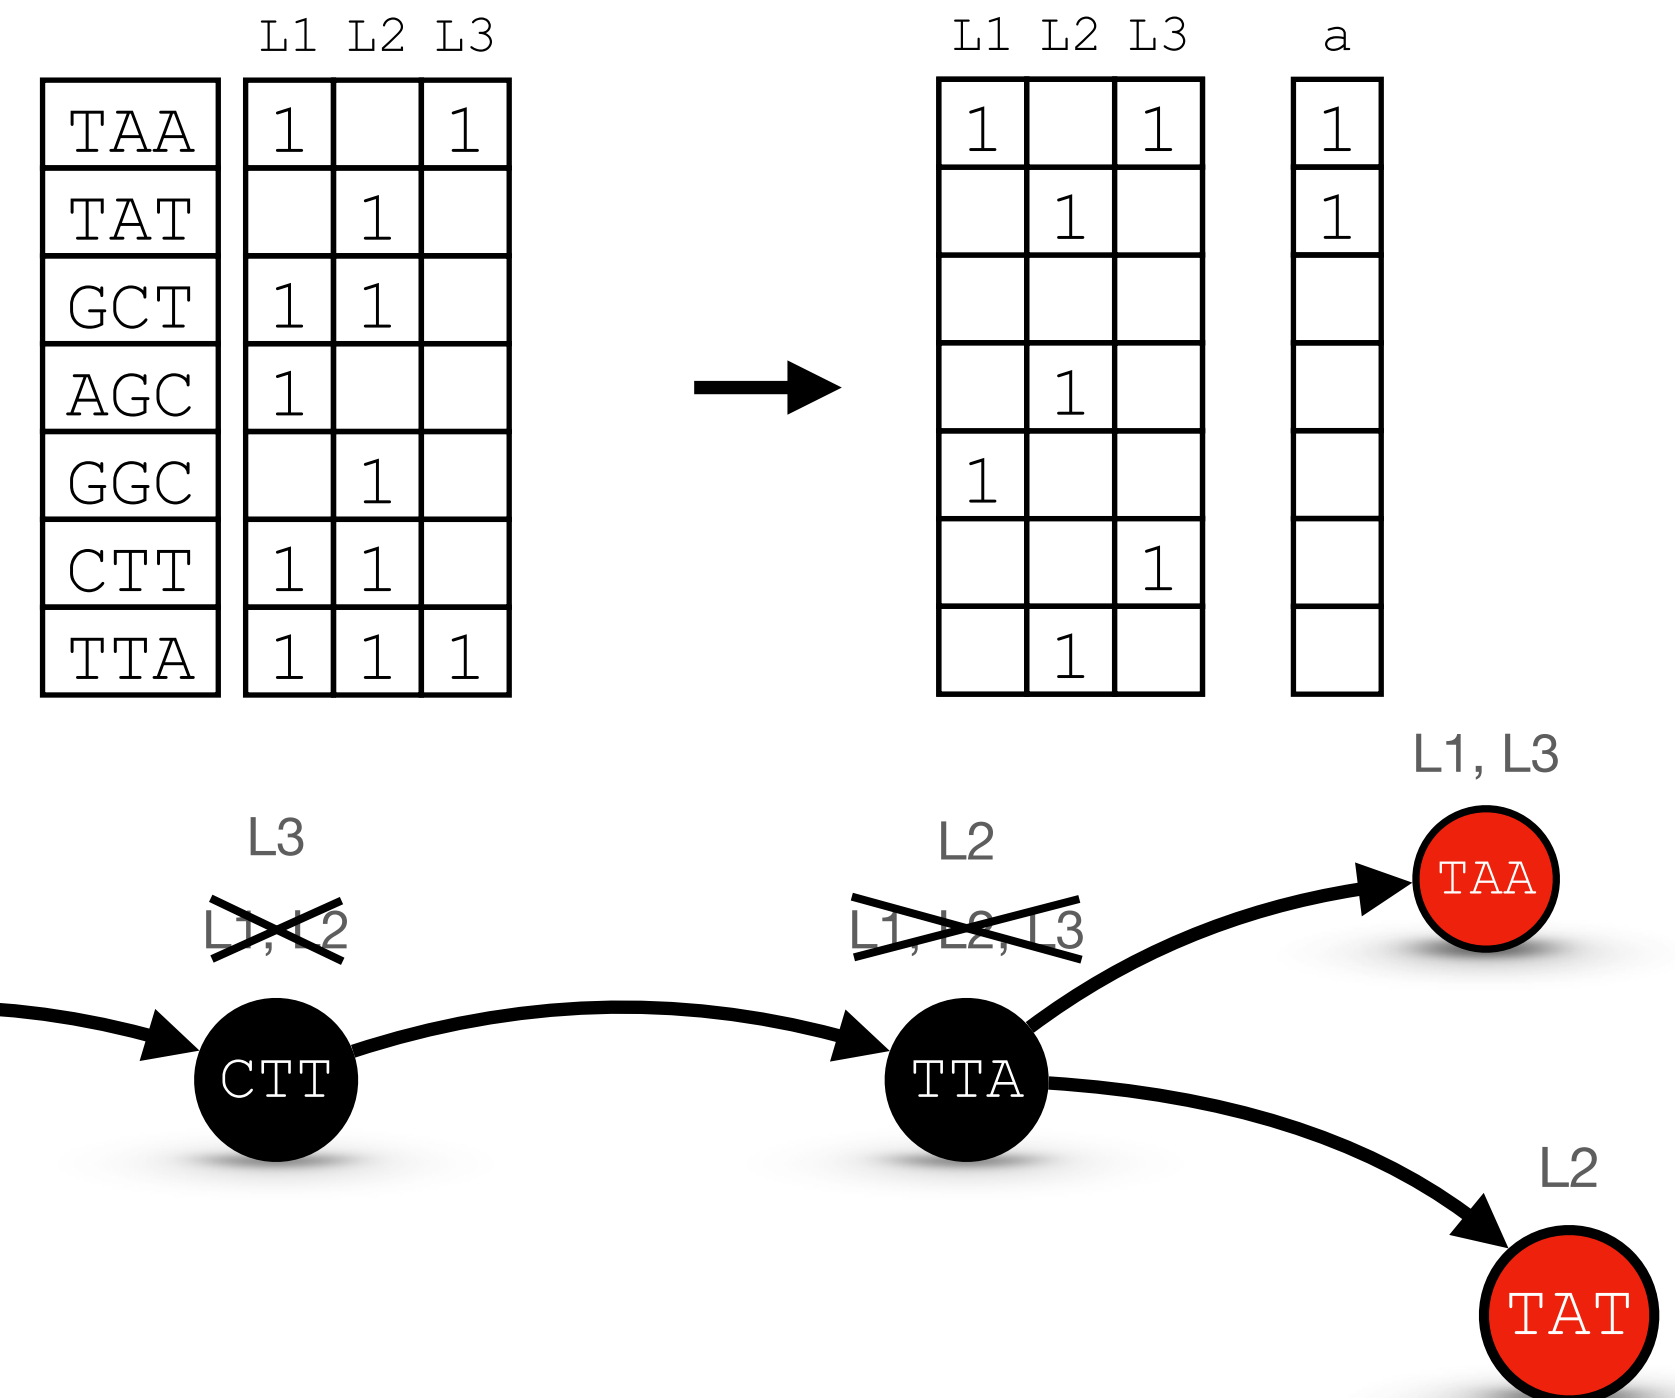 L1 L2 L3 L1 L2 L3 a
TAA 1 1 1 1 1
TAT 1 1 1
GCT 1 1
AGC 1 1
GGC 1 1
CTT 1 1 1
TTA 1 1 1 1
L1, L3
L3 L2
TAA
L1, L2 L1, L2, L3
CTT TTA
L2
TAT